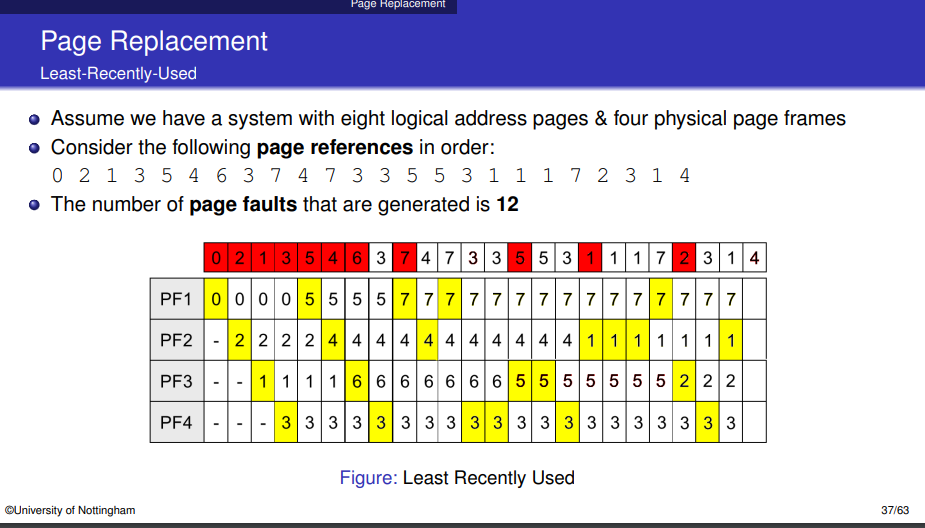 Page Replacement
Page Replacement
Least-Recently-Used
Assume we have a system with eight logical address pages & four physical page frames
Consider the following page references in order:
0 2 1 3 5 4 6 3 7 4 7 3 3 5 5 3 1 1 1 7 2 3 1 4
The number of page faults that are generated is 12
0 2 1 3 5 4 6 3 7 4 7 3 3 5 5 3 1 1 1 7 2 3 1 4
PF1 0 0 0 0 5 5 5 5 7 7 7 7 7 7 7 7 7 7 7 7 7 7 7
PF2 - 2 2 2 2 4 4 4 4 4 4 4 4 4 4 4 1 1 1 1 1 1 1
PF3 - - 1 1 1 1 6 6 6 6 6 6 6 5 5 5 5 5 5 5 2 2 2
PF4 - - - 3 3 3 3 3 3 3 3 3 3 3 3 3 3 3 3 3 3 3 3
Figure: Least Recently Used
©University of Nottingham
37/63